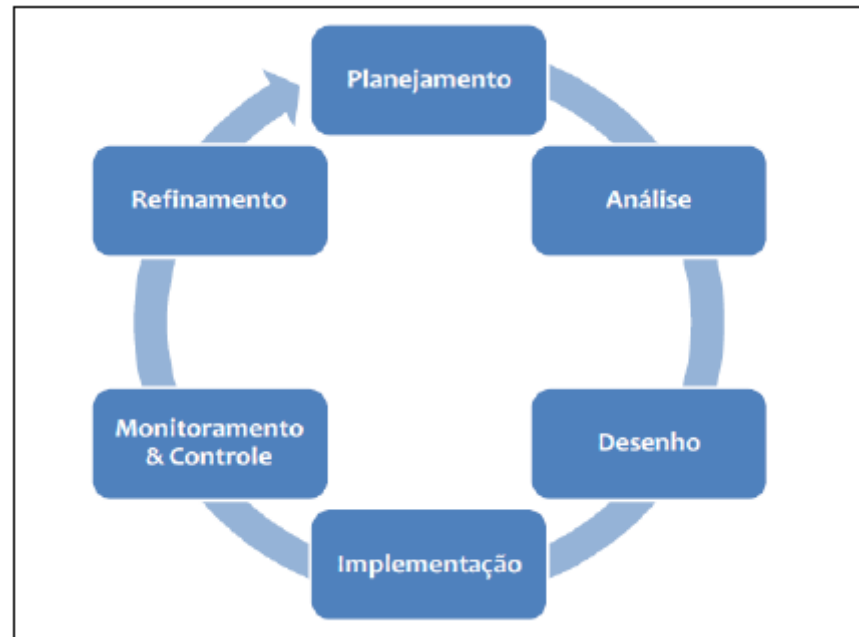 Planejamento
Análise
Desenho
Implementação
Monitoramento
& Controle
Refinamento